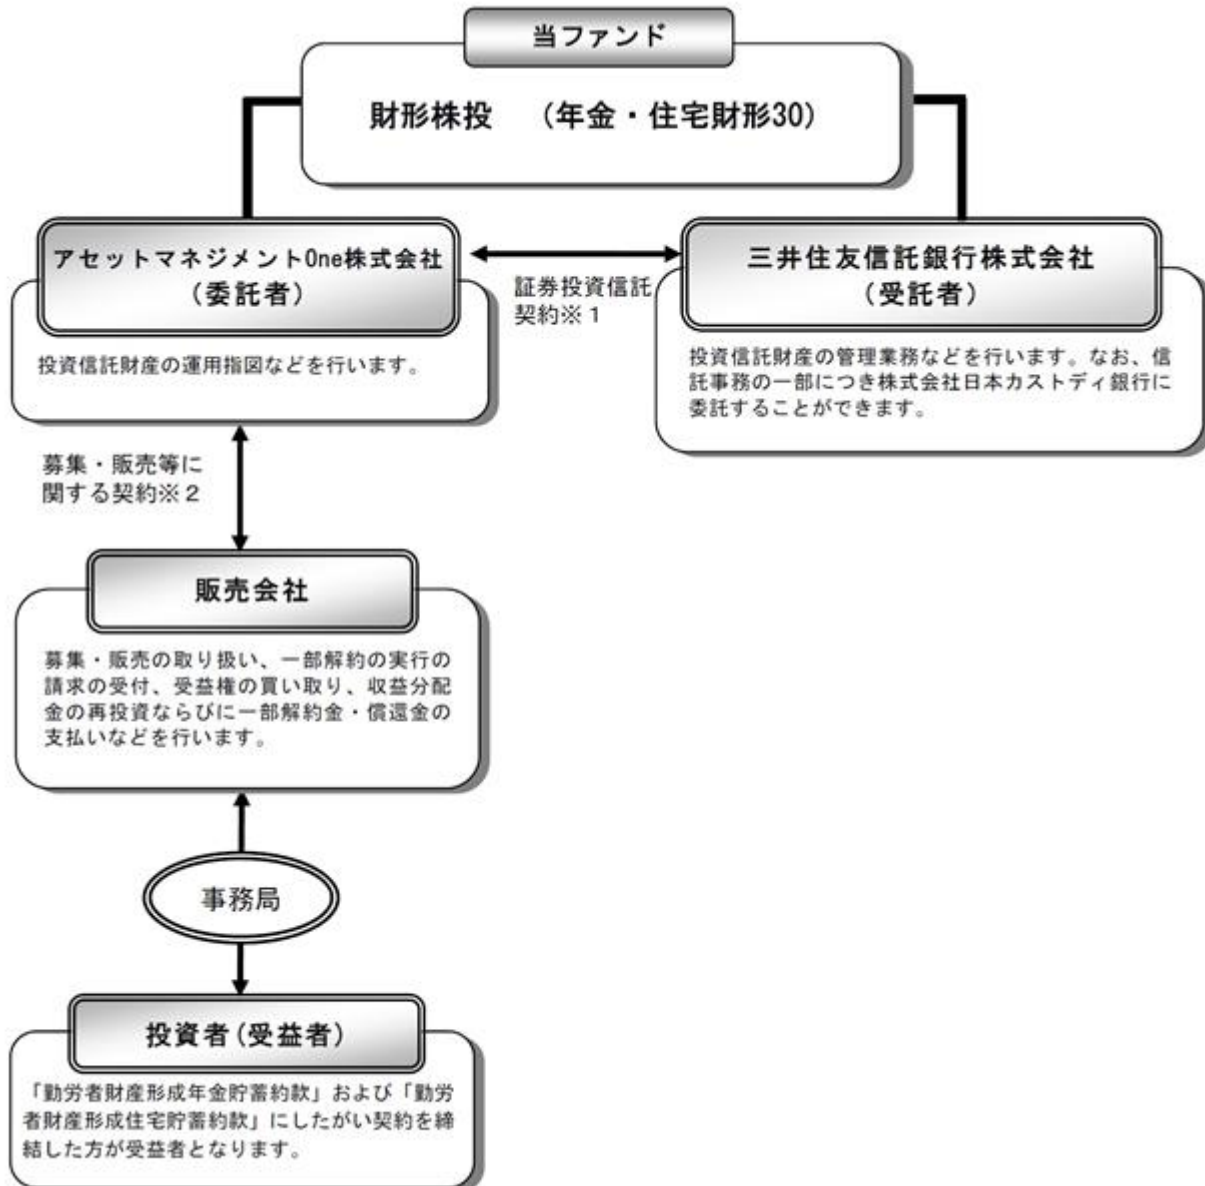 当ファンド
財形株投　（年金・住宅財形30）
アセットマネジメントOne株式会社
（委託者）
投資信託財産の運用指図などを行います。
証券投資信託
契約※１
三井住友信託銀行株式会社
（受託者）
投資信託財産の管理業務などを行います。なお、信
託事務の一部につき株式会社日本カストディ銀行に
委託することができます。
募集・販売等に
関する契約※２
販売会社
募集・販売の取り扱い、一部解約の実行の
請求の受付、受益権の買い取り、収益分配
金の再投資ならびに一部解約金・償還金の
支払いなどを行います。
事務局
投資者(受益者)
「勤労者財産形成年金貯蓄約款」および「勤労
者財産形成住宅貯蓄約款」にしたがい契約を締
結した方が受益者となります。